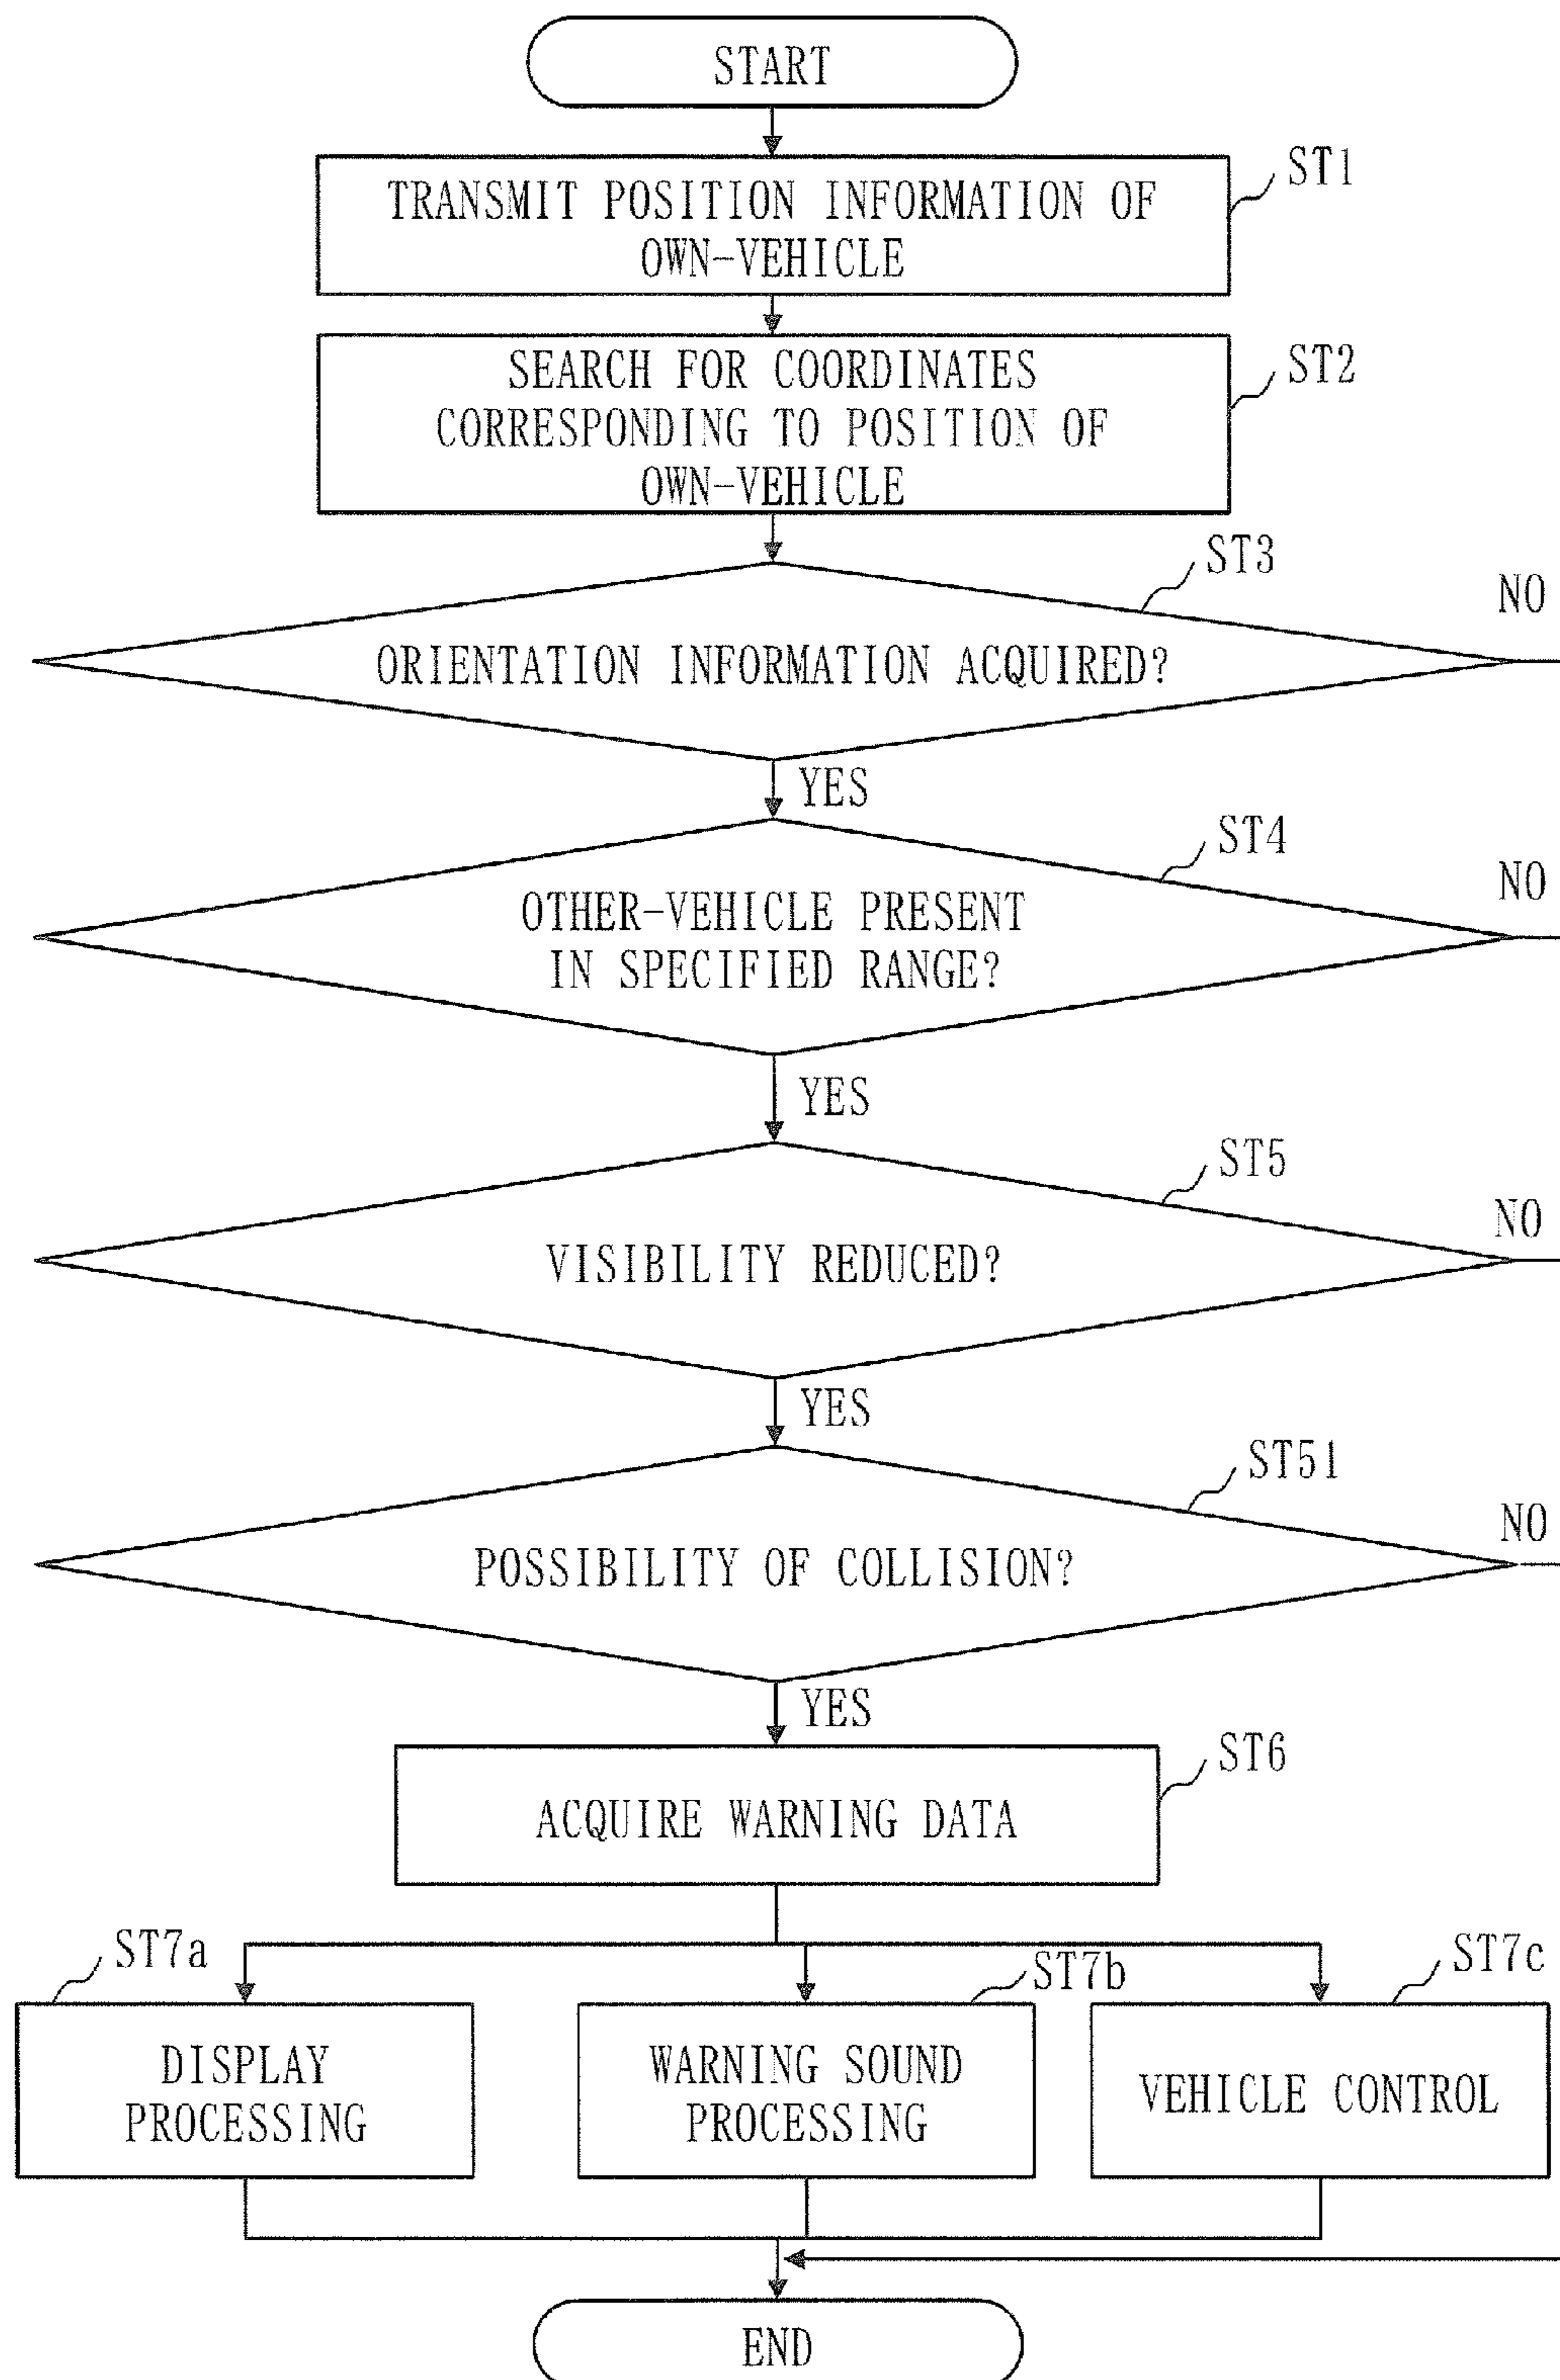 START
ST1
TRANSMIT POSITION INFORMATION OF
OWN-VEHICLE
ST2
SEARCH FOR COORDINATES
CORRESPONDING TO POSITION OF
OWN-VEHICLE
ST3
NO
ORIENTATION INFORMATION ACQUIRED?
YES
ST4
NO
OTHER-VEHICLE PRESENT
IN SPECIFIED RANGE?
YES
ST5
NO
VISIBILITY REDUCED?
YES
ST51
NO
POSSIBILITY OF COLLISION?
YES
ST6
ACQUIRE WARNING DATA
ST7a
ST7b
ST7c
DISPLAY
PROCESSING
WARNING SOUND
PROCESSING
VEHICLE CONTROL
END